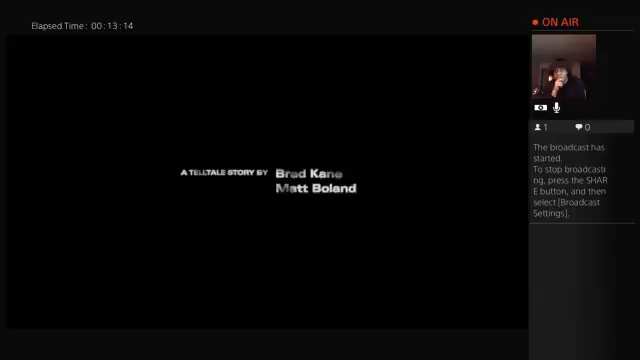 Elapsed Time : 00:13:14
ON AIR
A TELLTALE STORY BY Brad Kane
Matt Boland
1 0
The broadcast has
started.
To stop broadcasti
ng, press the SHAR
E button, and then
select [Broadcast
Settings].